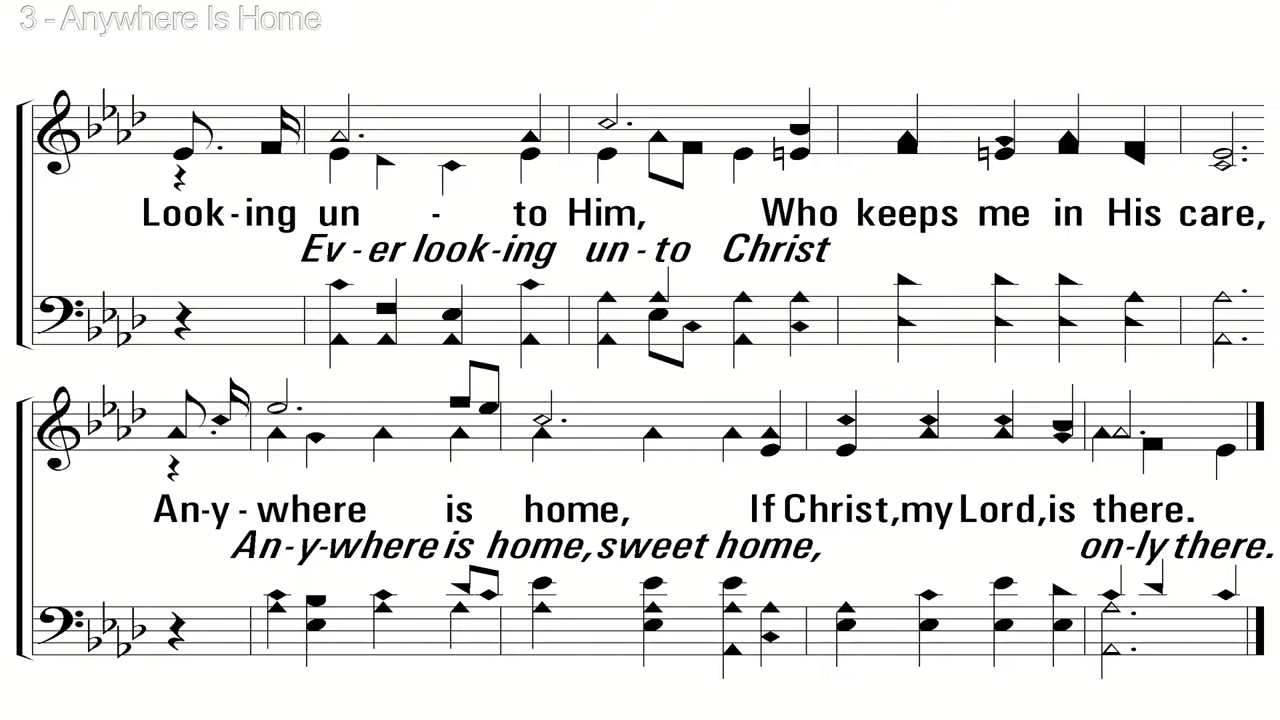 3 - Anywhere Is Home
Look-ing un - to Him, Who keeps me in His care,
Ev - er look-ing un - to Christ
An-y - where is home, If Christ,my Lord,is there.
An-y-where is home,sweet home, on-ly there.